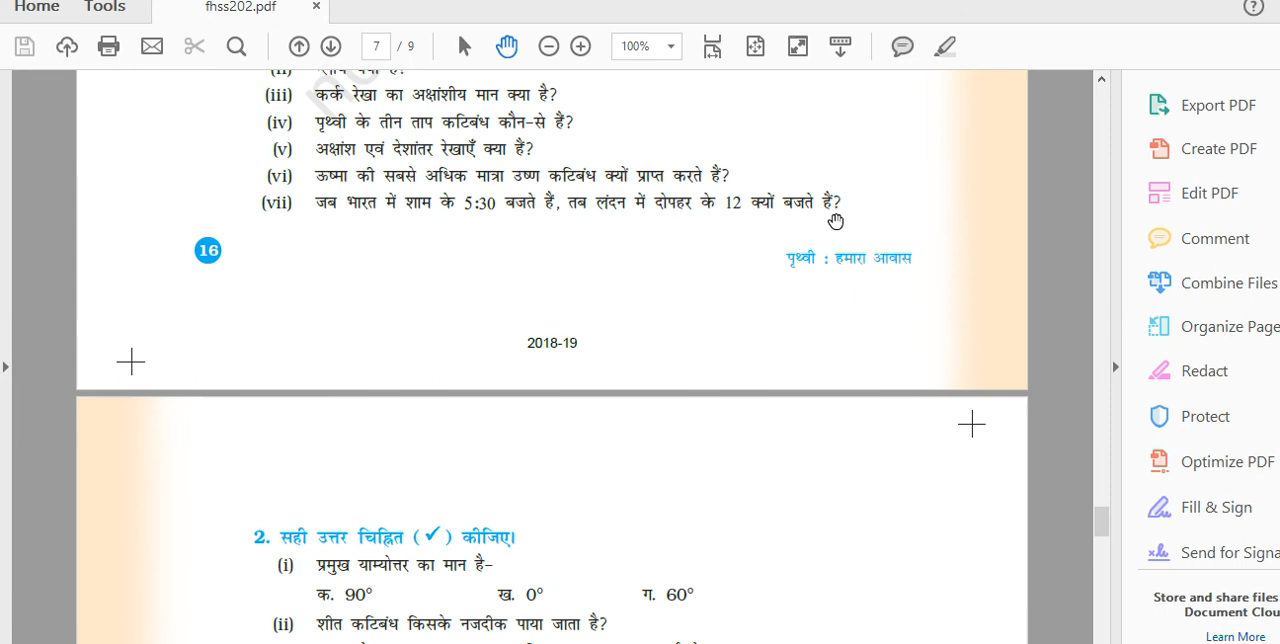 Home Tools fhss202.pdf ×
7 / 9 100%
(iii) कर्क रेखा का अक्षांशीय मान क्या है?
(iv) पृथ्वी के तीन ताप कटिबंध कौन-से हैं?
(v) अक्षांश एवं देशांतर रेखाएँ क्या हैं?
(vi) ऊष्मा की सबसे अधिक मात्रा उष्ण कटिबंध क्यों प्राप्त करते हैं?
(vii) जब भारत में शाम के 5:30 बजते हैं, तब लंदन में दोपहर के 12 क्यों बजते हैं?
16 पृथ्वी : हमारा आवास
2018-19
2. सही उत्तर चिह्नित (✓) कीजिए।
(i) प्रमुख याम्योत्तर का मान है-
क. 90° ख. 0° ग. 60°
(ii) शीत कटिबंध किसके नजदीक पाया जाता है?
Export PDF
Create PDF
Edit PDF
Comment
Combine Files
Organize Page
Redact
Protect
Optimize PDF
Fill & Sign
Send for Signa
Store and share files
Document Clou
Learn More